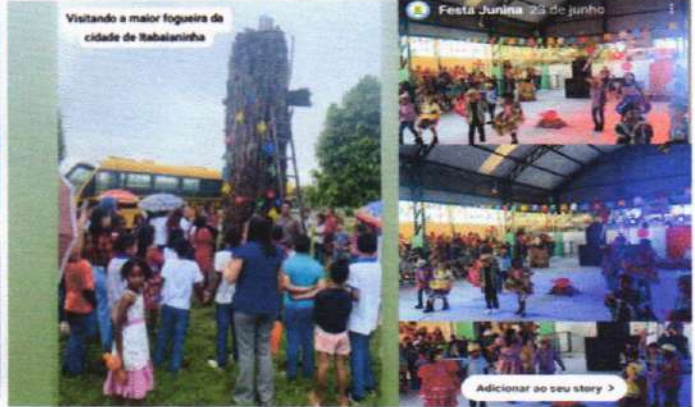 Visitando a maior fogueira da
cidade de Itabaianinha
Festa Junina 23 de junho
Adicionar ao seu story >